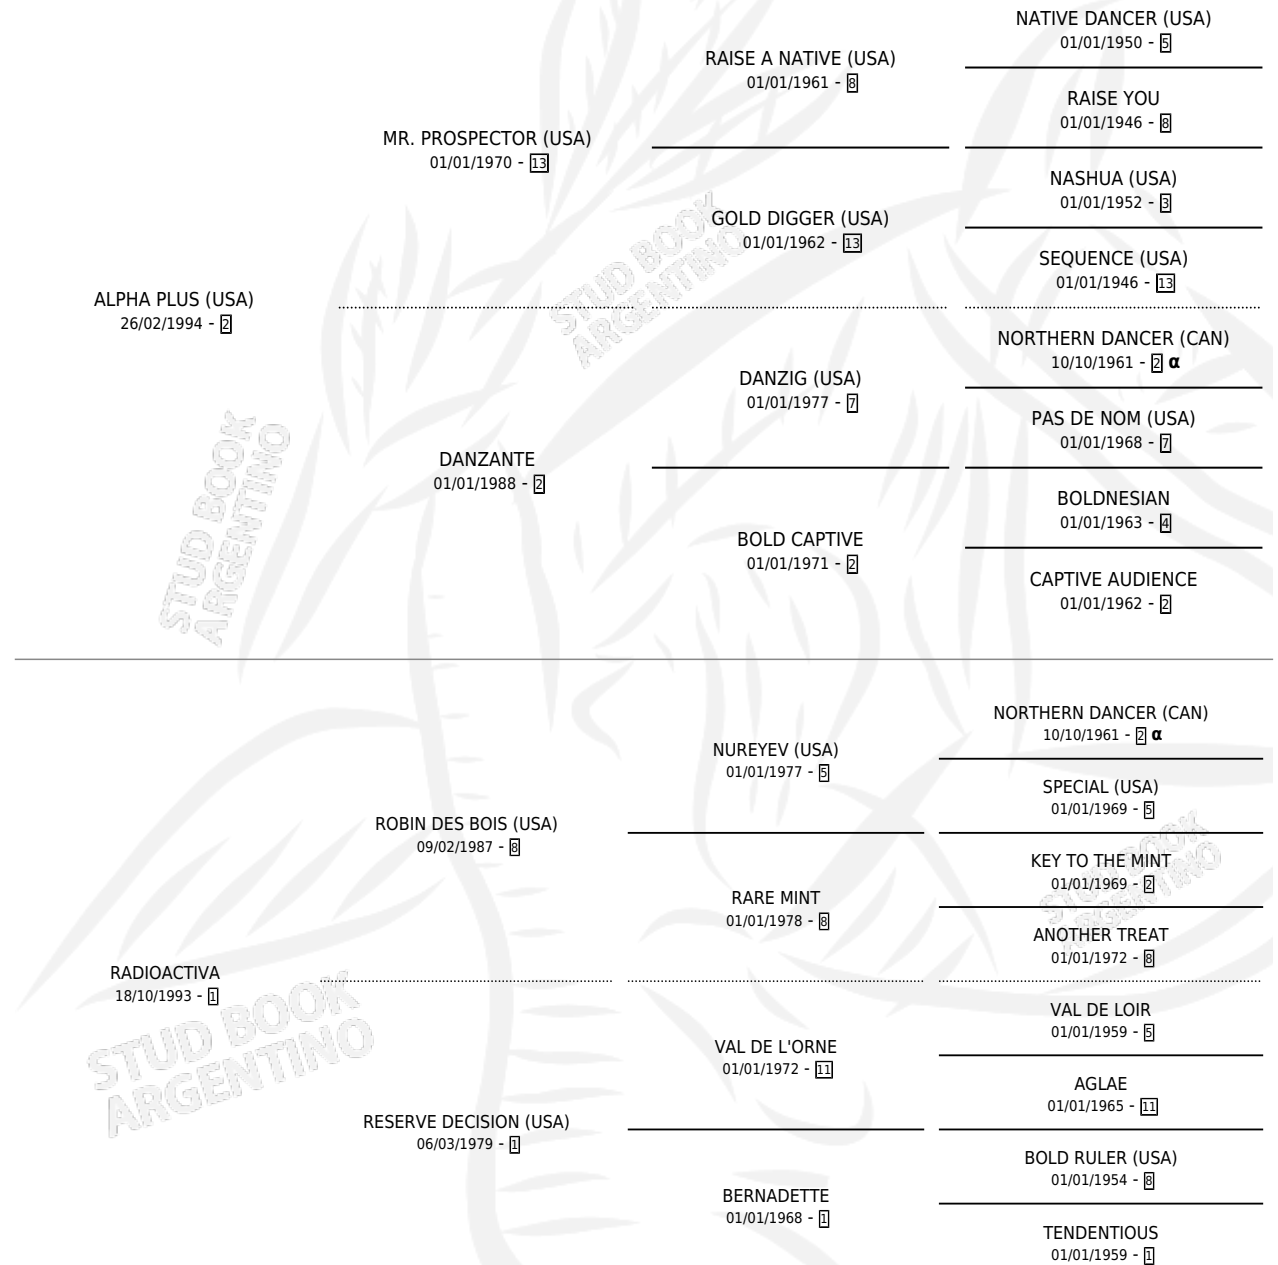 NATIVE DANCER (USA)
01/01/1950 - 5
RAISE A NATIVE (USA)
01/01/1961 - 8
RAISE YOU
01/01/1946 - 8
MR. PROSPECTOR (USA)
01/01/1970 - 13
NASHUA (USA)
01/01/1952 - 3
GOLD DIGGER (USA)
01/01/1962 - 13
SEQUENCE (USA)
01/01/1946 - 13
STUD BOOK
ARGENTINO
ALPHA PLUS (USA)
26/02/1994 - 2
NORTHERN DANCER (CAN)
10/10/1961 - 2 α
DANZIG (USA)
01/01/1977 - 7
PAS DE NOM (USA)
01/01/1968 - 7
DANZANTE
01/01/1988 - 2
BOLDNESIAN
01/01/1963 - 4
BOLD CAPTIVE
01/01/1971 - 2
CAPTIVE AUDIENCE
01/01/1962 - 2
STUD BOOK
ARGENTINO
NORTHERN DANCER (CAN)
10/10/1961 - 2 α
NUREYEV (USA)
01/01/1977 - 5
SPECIAL (USA)
01/01/1969 - 5
ROBIN DES BOIS (USA)
09/02/1987 - 8
KEY TO THE MINT
01/01/1969 - 2
RARE MINT
01/01/1978 - 8
ANOTHER TREAT
01/01/1972 - 8
STUD BOOK
ARGENTINO
RADIOACTIVA
18/10/1993 - 1
VAL DE LOIR
01/01/1959 - 5
VAL DE L'ORNE
01/01/1972 - 11
AGLAE
01/01/1965 - 11
STUD BOOK
ARGENTINO
RESERVE DECISION (USA)
06/03/1979 - 1
BOLD RULER (USA)
01/01/1954 - 8
BERNADETTE
01/01/1968 - 1
TENDENTIOUS
01/01/1959 - 1